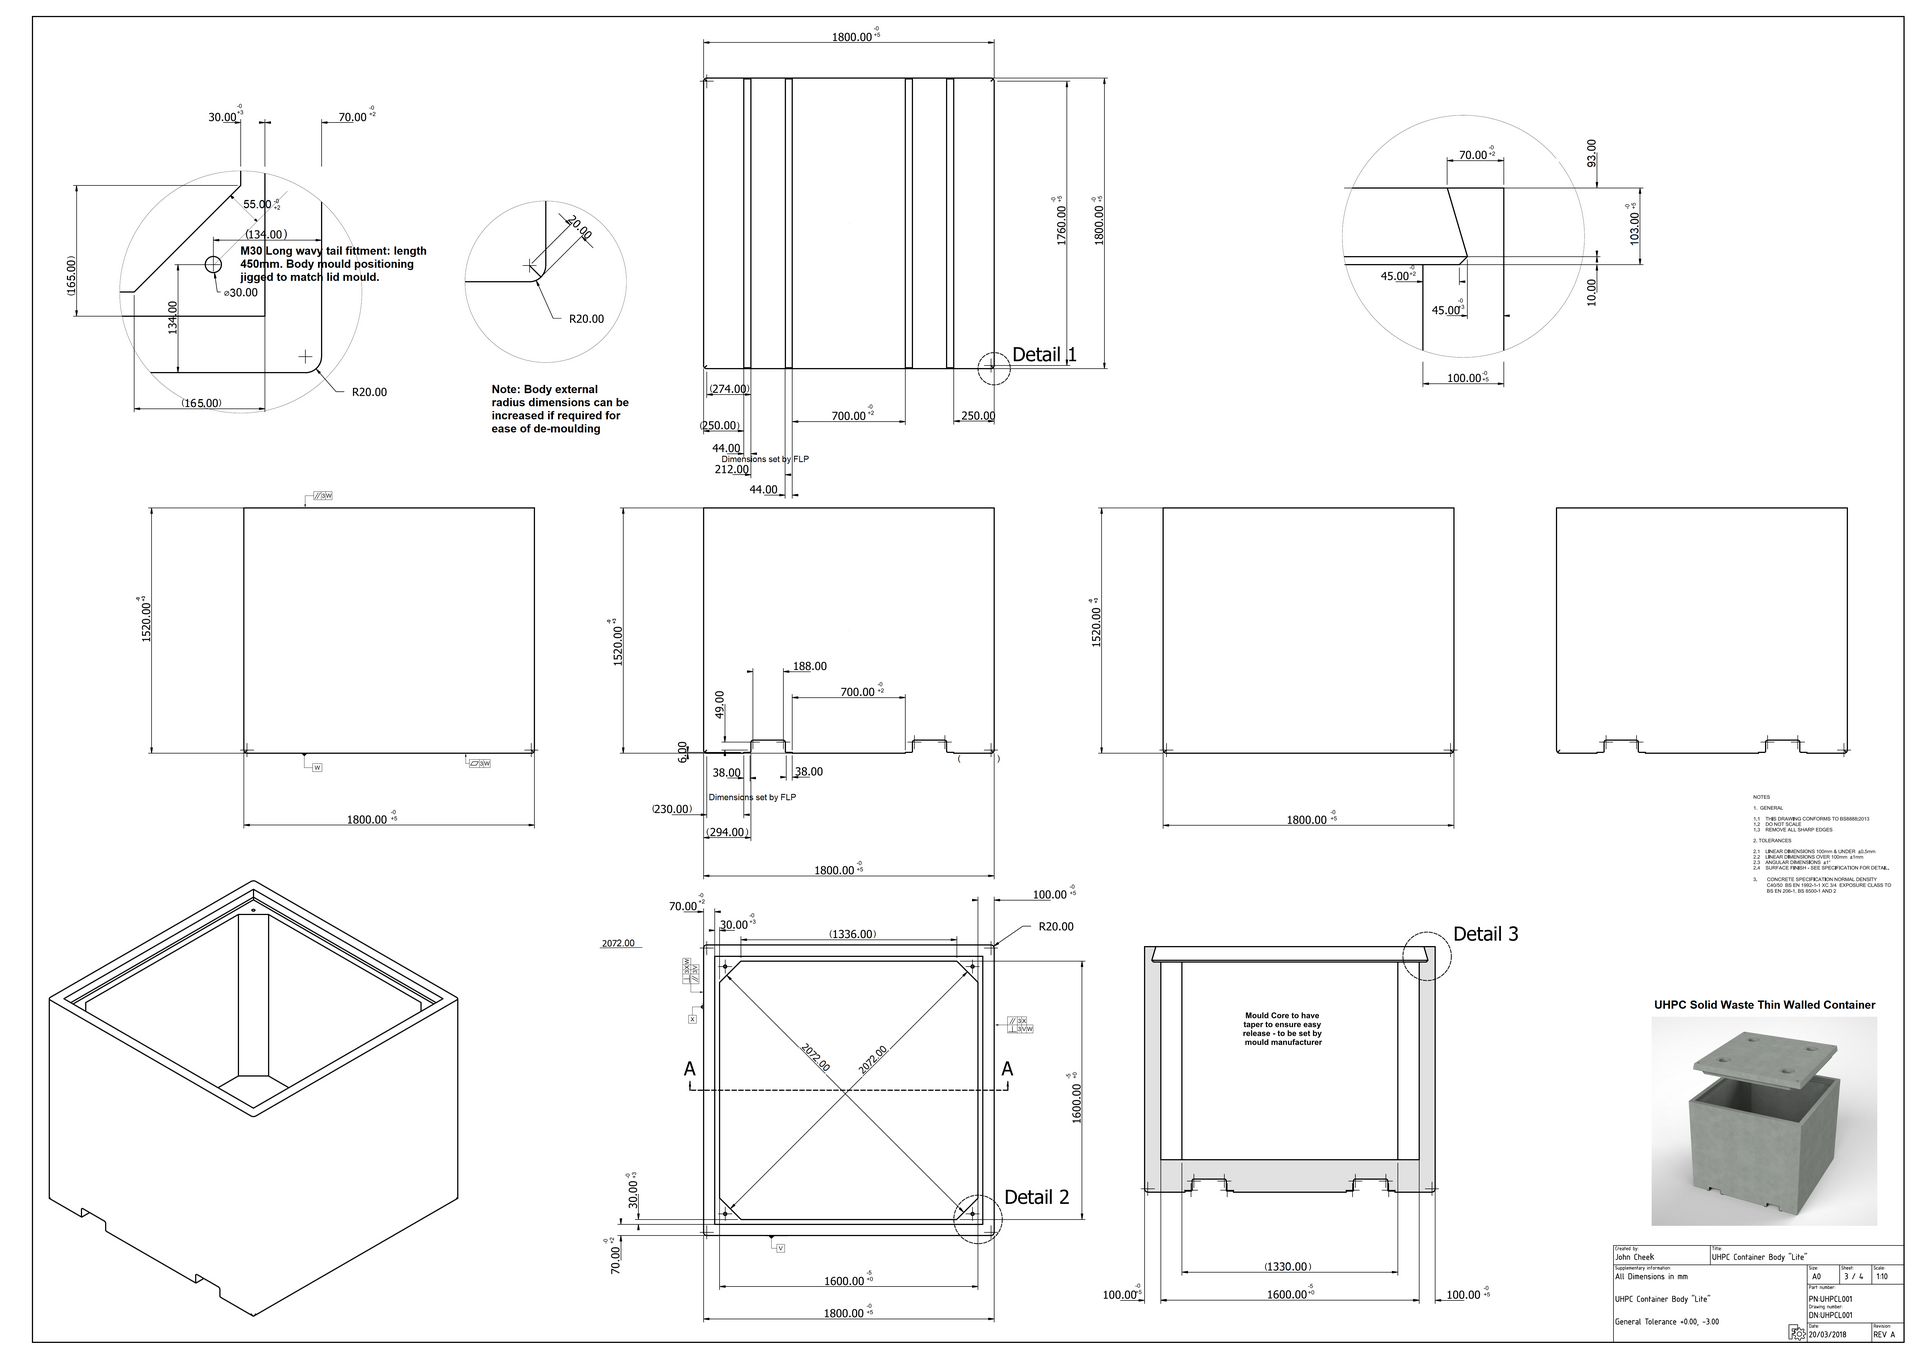 1800.00 -0 +5
30.00 -0 +3
70.00 -0 +2
55.00 -0 +2
(134.00)
M30 Long wavy tail fittment: length
450mm. Body mould positioning
jigged to match lid mould.
⌀30.00
(165.00)
134.00
R20.00
(165.00)
20.00
R20.00
Note: Body external
radius dimensions can be
increased if required for
ease of de-moulding
1760.00 -0 +5
1800.00 -0 +5
Detail 1
(274.00)
700.00 -0 +2
250.00
(250.00)
44.00
Dimensions set by FLP
212.00
44.00
70.00 -0 +2
93.00
103.00 -0 +5
45.00 -0 +2
45.00 -0 +3
10.00
100.00 -0 +5
// 3 W
1520.00 -0 +3
W
3 W
1800.00 -0 +5
1520.00 -0 +3
188.00
49.00
700.00 -0 +2
6.00
( )
38.00
38.00
Dimensions set by FLP
(230.00)
(294.00)
1800.00 -0 +5
1520.00 -0 +3
1800.00 -0 +5
NOTES
1. GENERAL
1.1 THIS DRAWING CONFORMS TO BS8888:2013
1.2 DO NOT SCALE
1.3 REMOVE ALL SHARP EDGES
2. TOLERANCES
2.1 LINEAR DIMENSIONS 100mm & UNDER ±0.5mm
2.2 LINEAR DIMENSIONS OVER 100mm ±1mm
2.3 ANGULAR DIMENSIONS ±1°
2.4 SURFACE FINISH - SEE SPECIFICATION FOR DETAIL.
3. CONCRETE SPECIFICATION NORMAL DENSITY
C40/50 BS EN 1992-1-1 XC 3/4 EXPOSURE CLASS TO
BS EN 206-1, BS 8500-1 AND 2
70.00 -0 +2
100.00 -0 +5
30.00 -0 +3
(1336.00)
R20.00
2072.00
⊥ 3 X W
// 3 V
X
// 3 X
⊥ 3 V W
2072.00
2072.00
A
A
1600.00 -5 +0
30.00 -0 +3
70.00 -0 +2
Detail 2
V
1600.00 -5 +0
1800.00 -0 +5
Detail 3
Mould Core to have
taper to ensure easy
release - to be set by
mould manufacturer
(1330.00)
100.00 -0 +5
1600.00 -5 +0
100.00 -0 +5
UHPC Solid Waste Thin Walled Container
Created by:
John Cheek
Title:
UHPC Container Body "Lite"
Supplementary information:
All Dimensions in mm
Size:
A0
Sheet:
3 / 4
Scale:
1:10
UHPC Container Body "Lite"
Part number:
PN:UHPCL001
Drawing number:
DN:UHPCL001
General Tolerance +0.00, -3.00
Date:
20/03/2018
Revision:
REV A